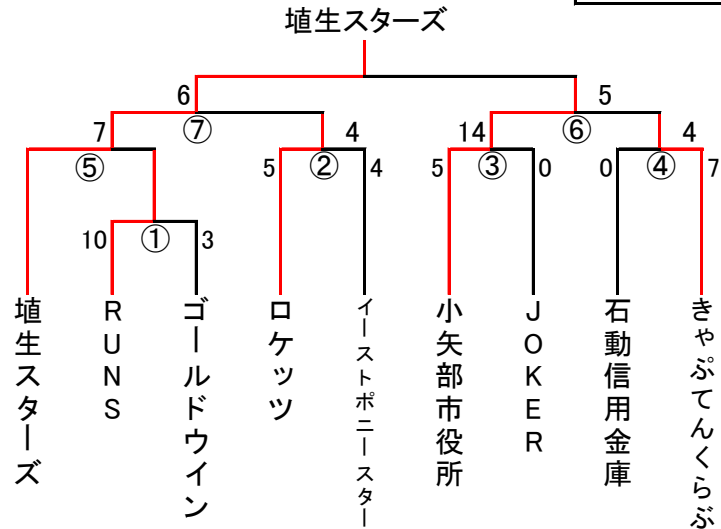 埴生スターズ
6
⑦
5
⑥
7
⑤
4
5
②
4
14
5
③
0
4
0
④
7
10
①
3
埴生スターズ
RUNS
ゴールドウイン
ロケッツ
イーストポニースター
小矢部市役所
JOKER
石動信用金庫
きゃぷてんくらぶ